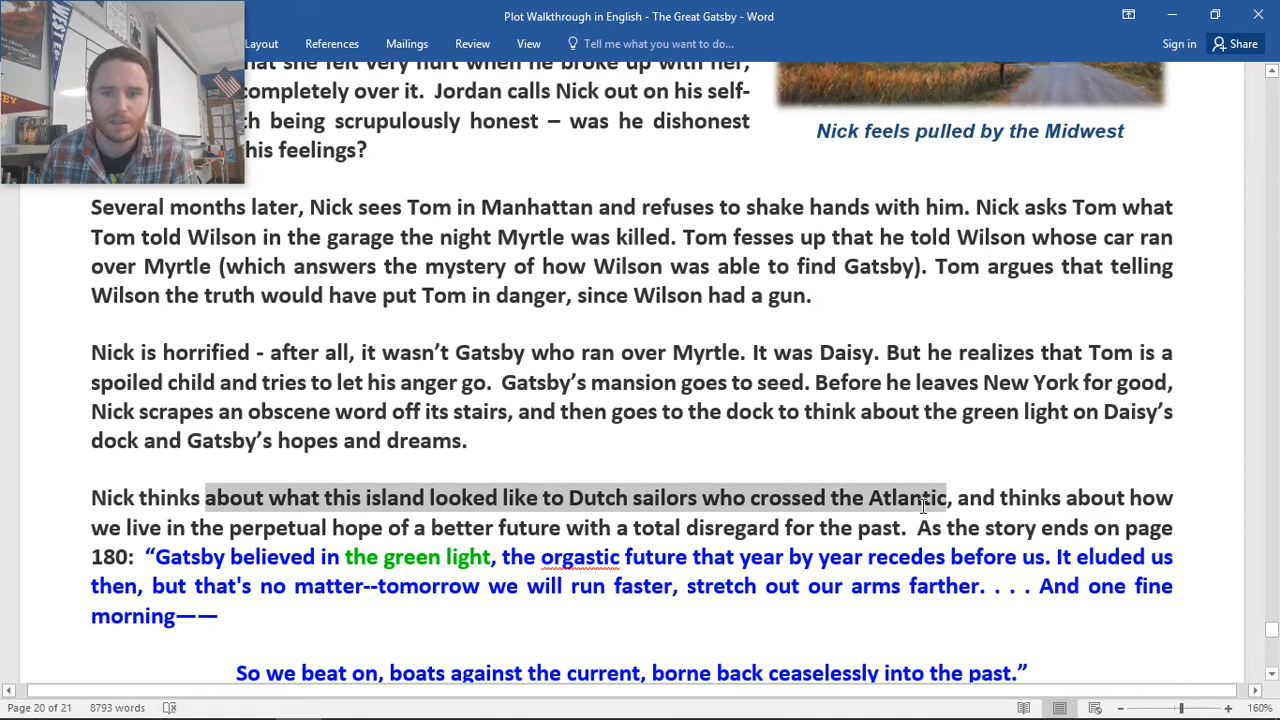 Plot Walkthrough in English - The Great Gatsby - Word
Layout References Mailings Review View Tell me what you want to do... Sign in Share
that she felt very hurt when he broke up with her,
completely over it. Jordan calls Nick out on his self-
th being scrupulously honest – was he dishonest
his feelings?
Nick feels pulled by the Midwest
Several months later, Nick sees Tom in Manhattan and refuses to shake hands with him. Nick asks Tom what
Tom told Wilson in the garage the night Myrtle was killed. Tom fesses up that he told Wilson whose car ran
over Myrtle (which answers the mystery of how Wilson was able to find Gatsby). Tom argues that telling
Wilson the truth would have put Tom in danger, since Wilson had a gun.
Nick is horrified - after all, it wasn't Gatsby who ran over Myrtle. It was Daisy. But he realizes that Tom is a
spoiled child and tries to let his anger go. Gatsby's mansion goes to seed. Before he leaves New York for good,
Nick scrapes an obscene word off its stairs, and then goes to the dock to think about the green light on Daisy's
dock and Gatsby's hopes and dreams.
Nick thinks about what this island looked like to Dutch sailors who crossed the Atlantic, and thinks about how
we live in the perpetual hope of a better future with a total disregard for the past. As the story ends on page
180: “Gatsby believed in the green light, the orgastic future that year by year recedes before us. It eluded us
then, but that's no matter--tomorrow we will run faster, stretch out our arms farther. . . . And one fine
morning——
So we beat on, boats against the current, borne back ceaselessly into the past.”
Page 20 of 21 8793 words 160%